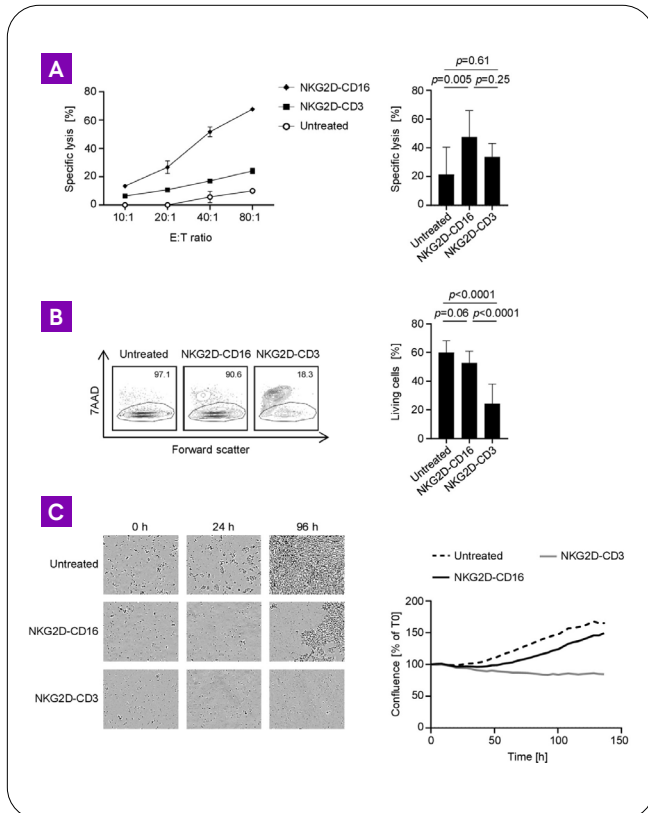 A
NKG2D-CD16
NKG2D-CD3
Untreated
Specific lysis [%]
80
60
40
20
0
10:1 20:1 40:1 80:1
E:T ratio
p=0.61
p=0.005 p=0.25
Specific lysis [%]
80
60
40
20
0
Untreated
NKG2D-CD16
NKG2D-CD3
B
Untreated NKG2D-CD16 NKG2D-CD3
97.1 90.6 18.3
7AAD
Forward scatter
p<0.0001
p=0.06 p<0.0001
Living cells [%]
80
60
40
20
0
Untreated
NKG2D-CD16
NKG2D-CD3
C
0 h 24 h 96 h
Untreated
NKG2D-CD16
NKG2D-CD3
Untreated NKG2D-CD3
NKG2D-CD16
Confluence [% of T0]
200
150
100
50
0
0 50 100 150
Time [h]